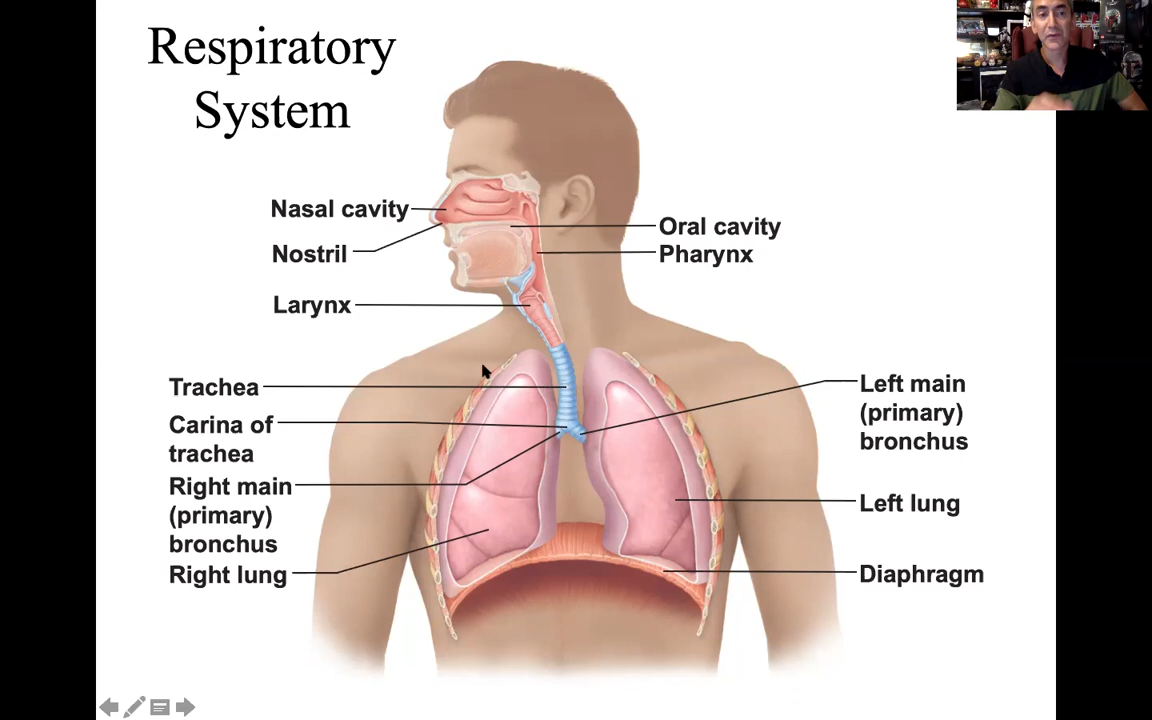 Respiratory
System
Nasal cavity
Nostril
Larynx
Oral cavity
Pharynx
Trachea
Carina of
trachea
Right main
(primary)
bronchus
Right lung
Left main
(primary)
bronchus
Left lung
Diaphragm